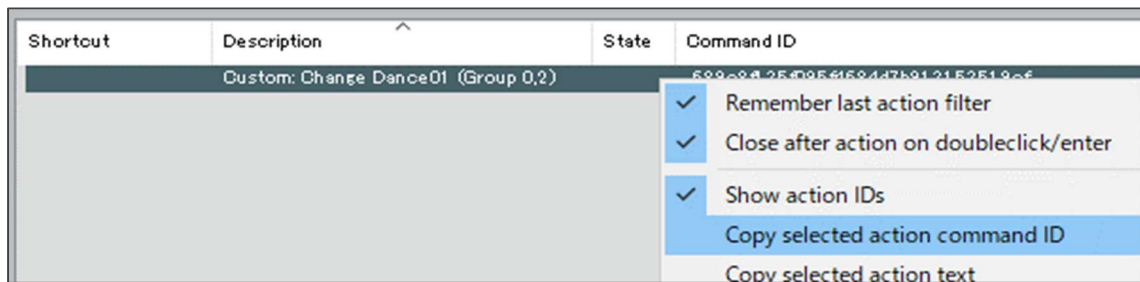 Shortcut Description State Command ID
Custom: Change Dance01 (Group 0,2)
Remember last action filter
Close after action on doubleclick/enter
Show action IDs
Copy selected action command ID
Copy selected action text